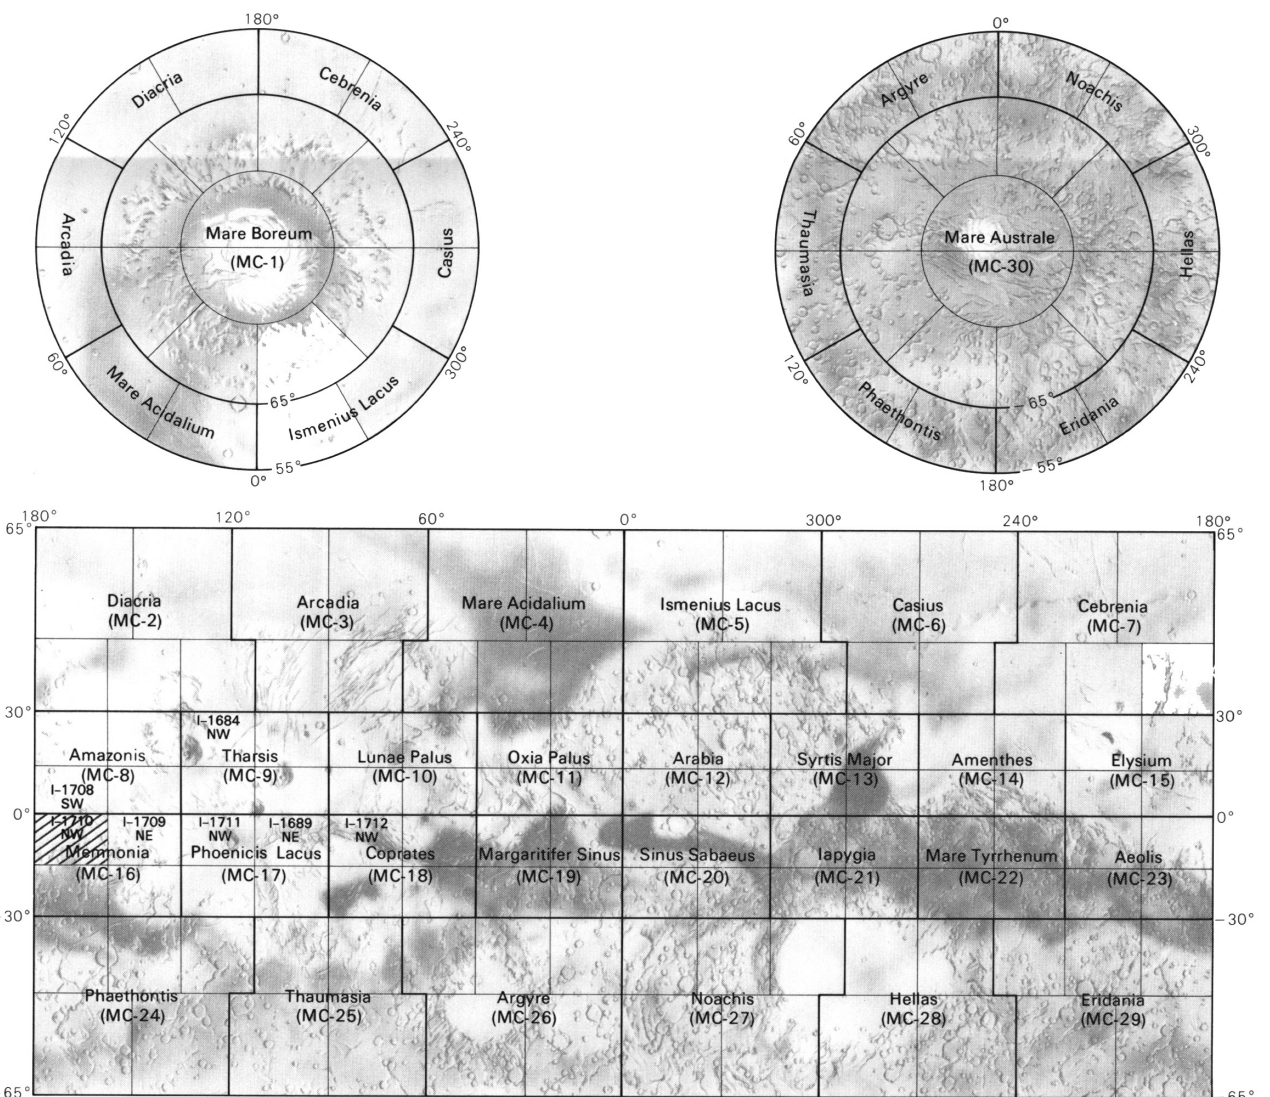 180°
Diacria
Cebrenia
120°
240°
Arcadia
Mare Boreum
(MC-1)
Casius
60°
300°
Mare Acidalium
65°
Ismenius Lacus
55°
0°
0°
Argyre
Noachis
60°
300°
Thaumasia
Mare Australe
(MC-30)
Hellas
120°
240°
Phaethontis
-65°
Eridania
-55°
180°
180° 120° 60° 0° 300° 240° 180°
65° 65°
Diacria
(MC-2)
Arcadia
(MC-3)
Mare Acidalium
(MC-4)
Ismenius Lacus
(MC-5)
Casius
(MC-6)
Cebrenia
(MC-7)
30° 30°
I-1684
NW
Amazonis
(MC-8)
Tharsis
(MC-9)
Lunae Palus
(MC-10)
Oxia Palus
(MC-11)
Arabia
(MC-12)
Syrtis Major
(MC-13)
Amenthes
(MC-14)
Elysium
(MC-15)
I-1708
SW
0° 0°
I-1710
NW
I-1709
NE
I-1711
NW
I-1689
NE
I-1712
NW
Memnonia
(MC-16)
Phoenicis Lacus
(MC-17)
Coprates
(MC-18)
Margaritifer Sinus
(MC-19)
Sinus Sabaeus
(MC-20)
Iapygia
(MC-21)
Mare Tyrrhenum
(MC-22)
Aeolis
(MC-23)
30° -30°
Phaethontis
(MC-24)
Thaumasia
(MC-25)
Argyre
(MC-26)
Noachis
(MC-27)
Hellas
(MC-28)
Eridania
(MC-29)
65° -65°